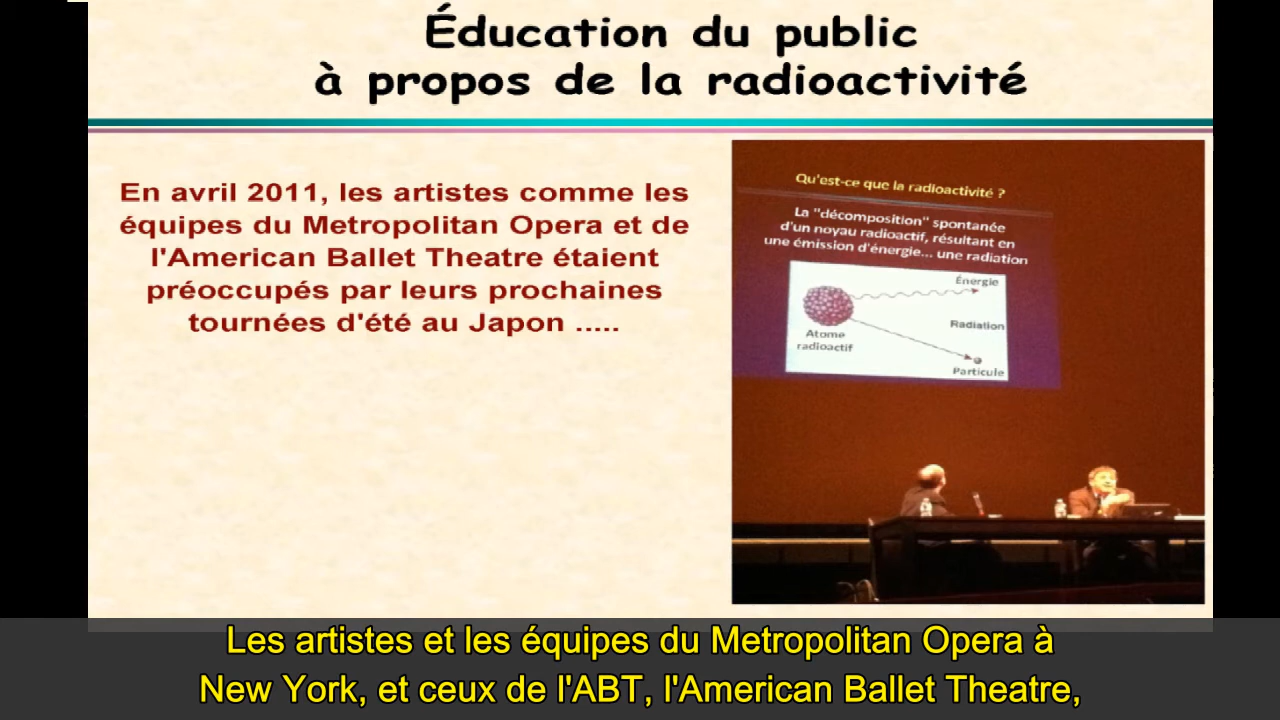 Éducation du public
à propos de la radioactivité
En avril 2011, les artistes comme les
équipes du Metropolitan Opera et de
l'American Ballet Theatre étaient
préoccupés par leurs prochaines
tournées d'été au Japon .....
Qu'est-ce que la radioactivité ?
La "décomposition" spontanée
d'un noyau radioactif, résultant en
une émission d'énergie... une radiation
Énergie
Radiation
Atome
radioactif
Particule
Les artistes et les équipes du Metropolitan Opera à
New York, et ceux de l'ABT, l'American Ballet Theatre,